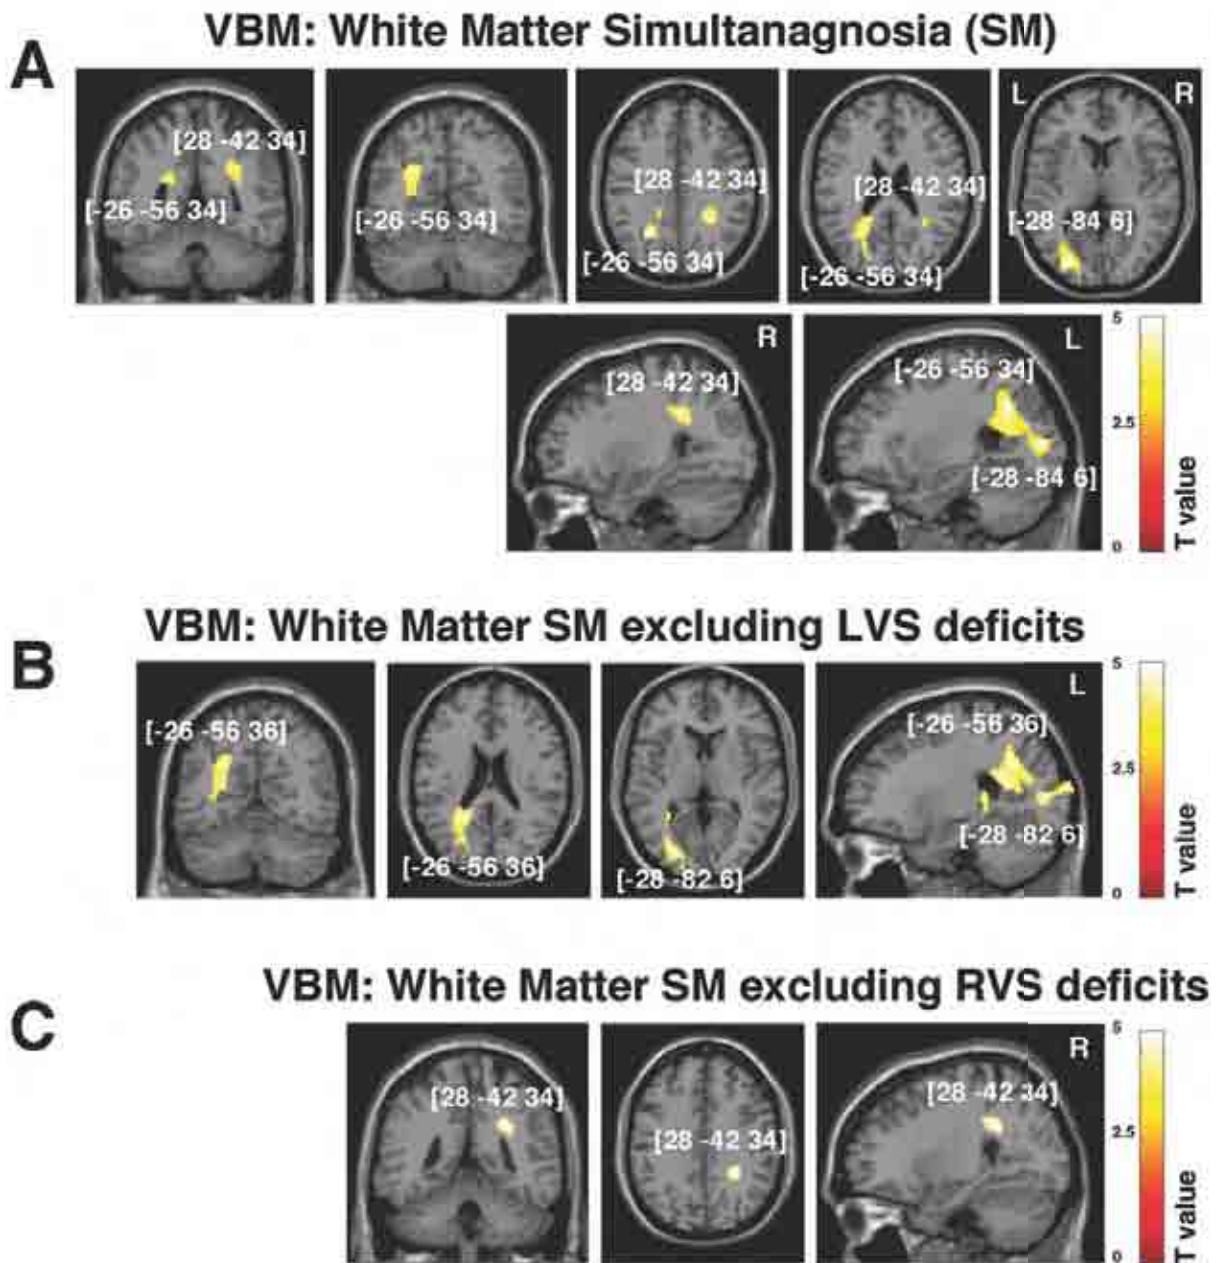 VBM: White Matter Simultanagnosia (SM)
A
[28 -42 34]
[-26 -56 34]
[-26 -56 34]
[28 -42 34]
[-26 -56 34]
[28 -42 34]
[-26 -56 34]
L R
[-28 -84 6]
R
[28 -42 34]
L
[-26 -56 34]
[-28 -84 6]
5
2.5
0
T value
VBM: White Matter SM excluding LVS deficits
B
[-26 -56 36]
[-26 -56 36]
[-28 -82 6]
L
[-26 -56 36]
[-28 -82 6]
5
2.5
0
T value
VBM: White Matter SM excluding RVS deficits
C
[28 -42 34]
[28 -42 34]
R
[28 -42 34]
5
2.5
0
T value